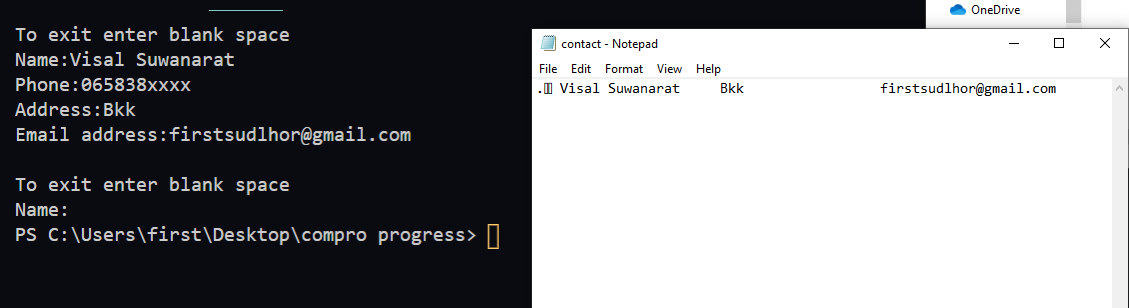 To exit enter blank space
Name:Visal Suwanarat
Phone:065838xxxx
Address:Bkk
Email address:firstsudlhor@gmail.com
To exit enter blank space
Name:
PS C:\Users\first\Desktop\compro progress>
OneDrive
contact - Notepad
File Edit Format View Help
.▯▯ Visal Suwanarat Bkk firstsudlhor@gmail.com